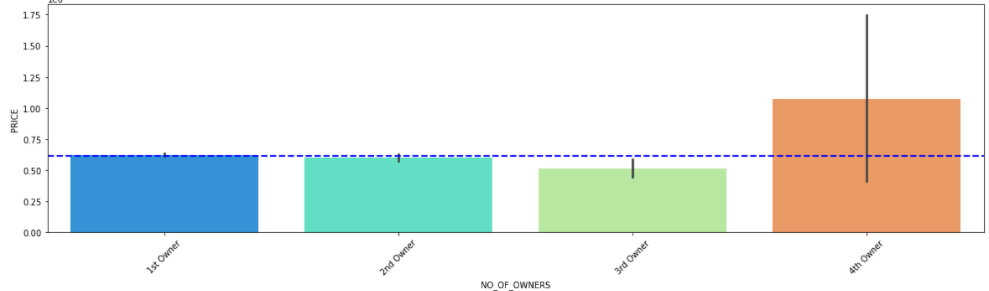 1e6
1.75
1.50
1.25
1.00
0.75
0.50
0.25
0.00
PRICE
1st Owner
2nd Owner
3rd Owner
4th Owner
NO_OF_OWNERS